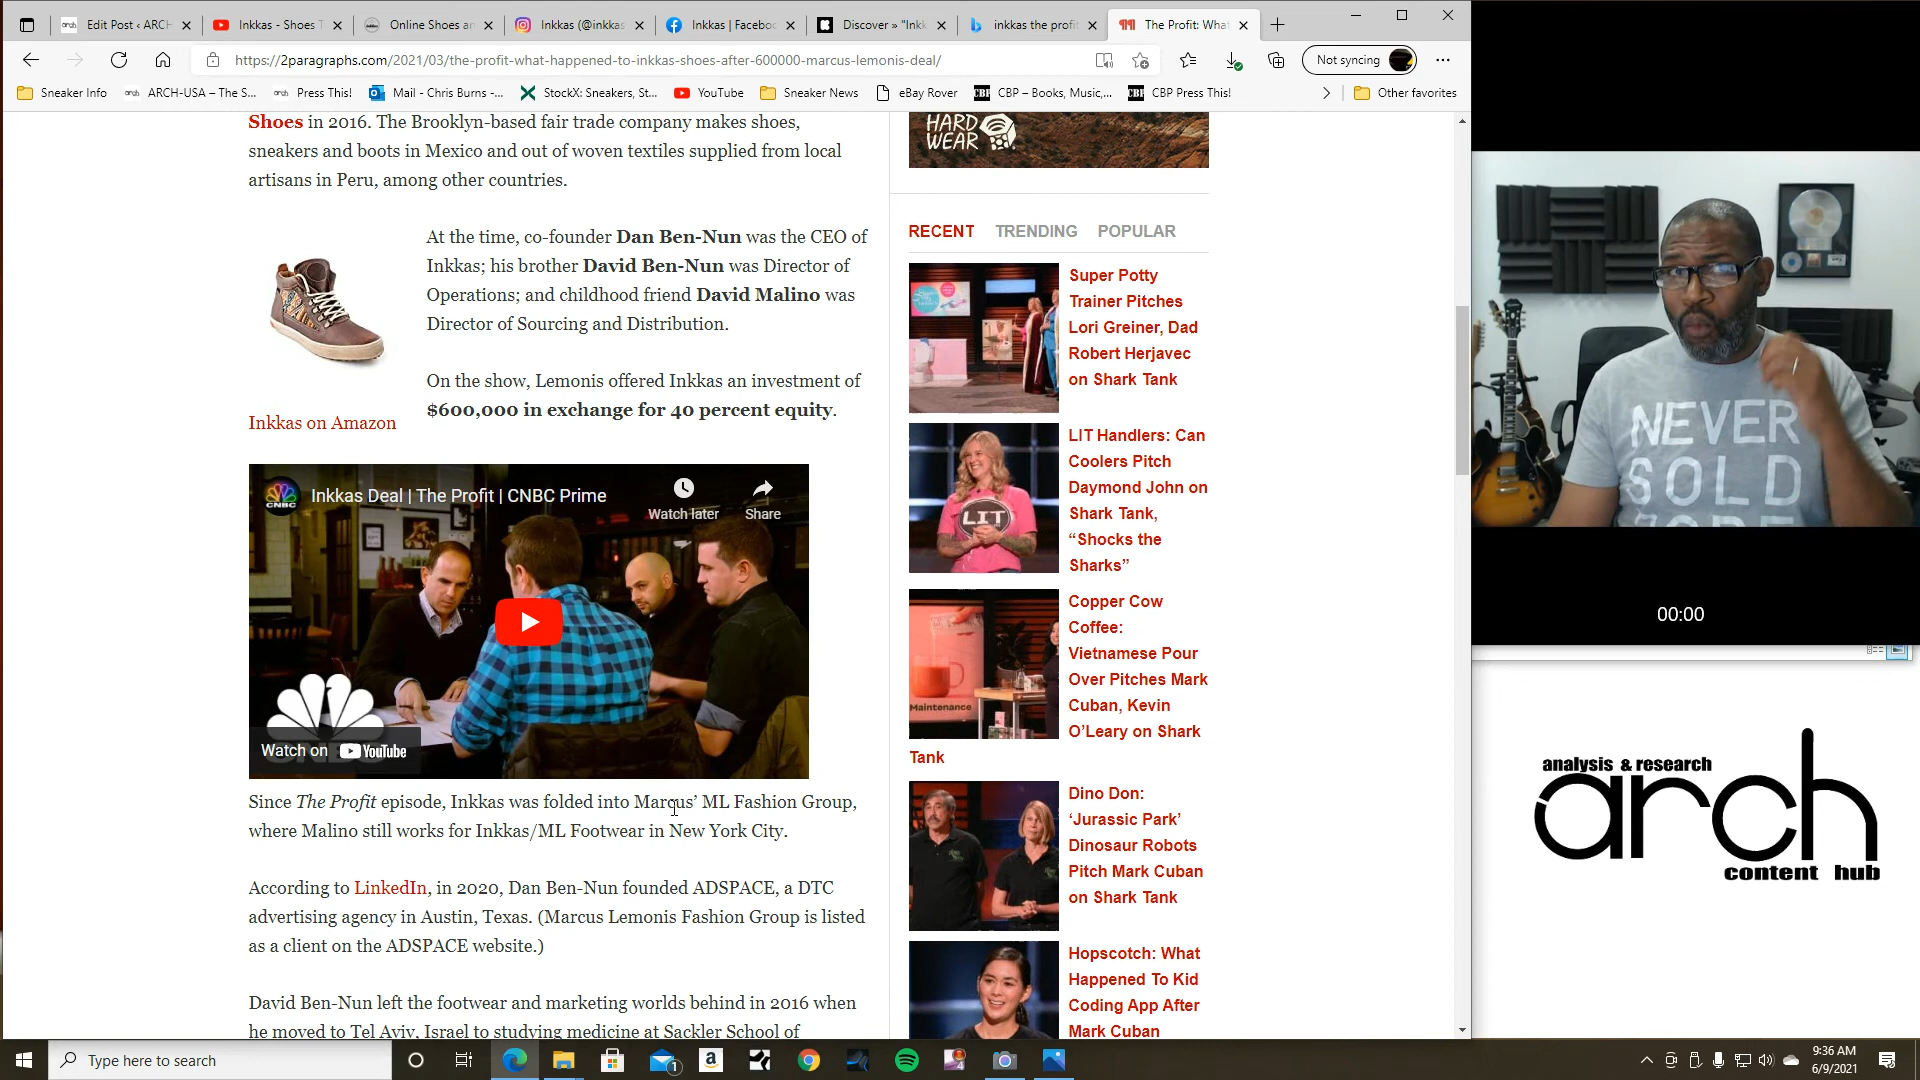 Edit Post ‹ ARCH
Inkkas - Shoes T
Online Shoes an
Inkkas (@inkkas
Inkkas | Faceboo
Discover » "Inkk
inkkas the profit
The Profit: What
https://2paragraphs.com/2021/03/the-profit-what-happened-to-inkkas-shoes-after-600000-marcus-lemonis-deal/
Not syncing
Sneaker Info
ARCH-USA – The S...
Press This!
Mail - Chris Burns -...
StockX: Sneakers, St...
YouTube
Sneaker News
eBay Rover
CBP – Books, Music,...
CBP Press This!
Other favorites
Shoes in 2016. The Brooklyn-based fair trade company makes shoes,
sneakers and boots in Mexico and out of woven textiles supplied from local
artisans in Peru, among other countries.
At the time, co-founder Dan Ben-Nun was the CEO of
Inkkas; his brother David Ben-Nun was Director of
Operations; and childhood friend David Malino was
Director of Sourcing and Distribution.
On the show, Lemonis offered Inkkas an investment of
$600,000 in exchange for 40 percent equity.
Inkkas on Amazon
CNBC
Inkkas Deal | The Profit | CNBC Prime
Watch later
Share
Watch on YouTube
Since The Profit episode, Inkkas was folded into Marcus’ ML Fashion Group,
where Malino still works for Inkkas/ML Footwear in New York City.
According to LinkedIn, in 2020, Dan Ben-Nun founded ADSPACE, a DTC
advertising agency in Austin, Texas. (Marcus Lemonis Fashion Group is listed
as a client on the ADSPACE website.)
David Ben-Nun left the footwear and marketing worlds behind in 2016 when
he moved to Tel Aviv, Israel to studying medicine at Sackler School of
HARD
WEAR
RECENT
TRENDING
POPULAR
Super Potty
Trainer Pitches
Lori Greiner, Dad
Robert Herjavec
on Shark Tank
LIT
LIT Handlers: Can
Coolers Pitch
Daymond John on
Shark Tank,
“Shocks the
Sharks”
Maintenance
Copper Cow
Coffee:
Vietnamese Pour
Over Pitches Mark
Cuban, Kevin
O’Leary on Shark
Tank
Dino Don:
‘Jurassic Park’
Dinosaur Robots
Pitch Mark Cuban
on Shark Tank
Hopscotch: What
Happened To Kid
Coding App After
Mark Cuban
NEVER
SOLD
00:00
analysis & research
arch
content hub
Type here to search
1
9:36 AM
6/9/2021